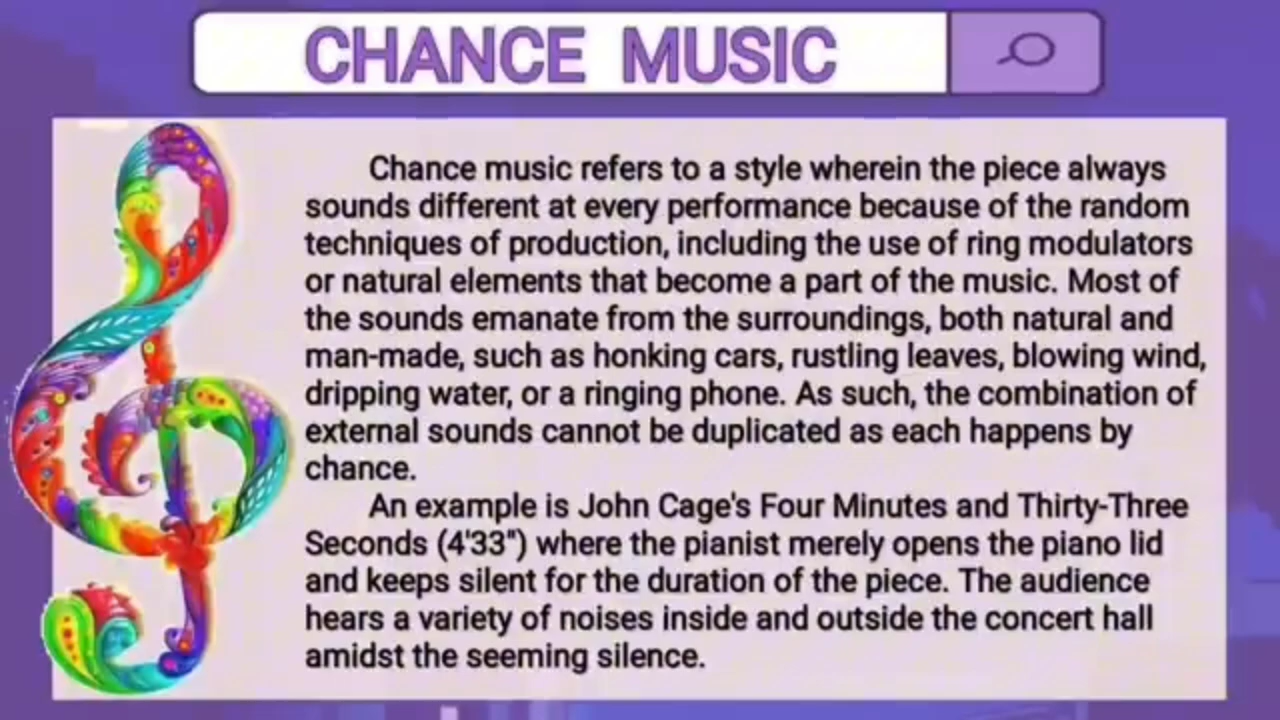 CHANCE MUSIC
Chance music refers to a style wherein the piece always
sounds different at every performance because of the random
techniques of production, including the use of ring modulators
or natural elements that become a part of the music. Most of
the sounds emanate from the surroundings, both natural and
man-made, such as honking cars, rustling leaves, blowing wind,
dripping water, or a ringing phone. As such, the combination of
external sounds cannot be duplicated as each happens by
chance.
An example is John Cage's Four Minutes and Thirty-Three
Seconds (4'33") where the pianist merely opens the piano lid
and keeps silent for the duration of the piece. The audience
hears a variety of noises inside and outside the concert hall
amidst the seeming silence.